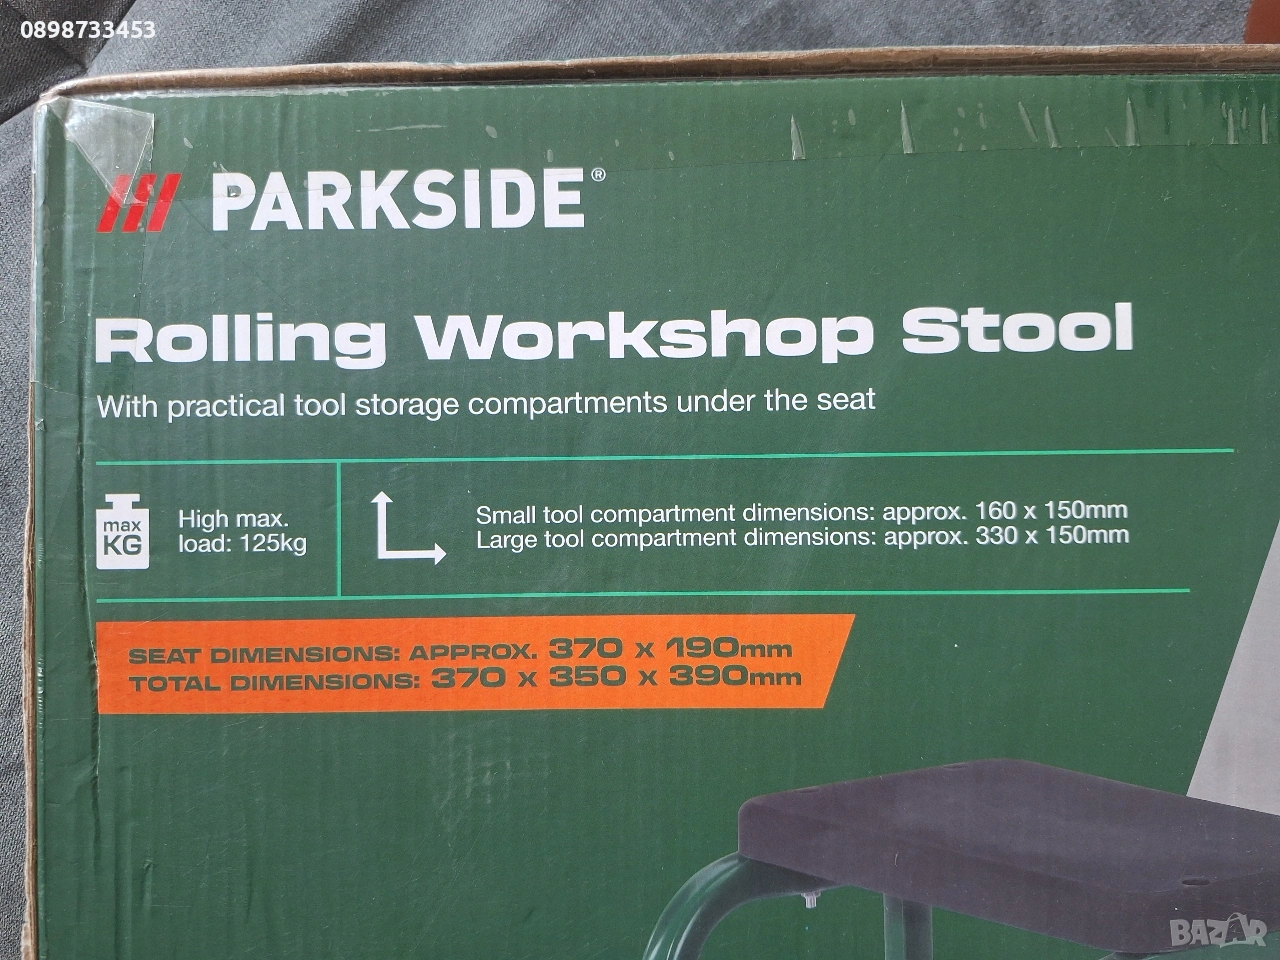 0898733453
PARKSIDE®
Rolling Workshop Stool
With practical tool storage compartments under the seat
max
KG
High max.
load: 125kg
Small tool compartment dimensions: approx. 160 x 150mm
Large tool compartment dimensions: approx. 330 x 150mm
SEAT DIMENSIONS: APPROX. 370 x 190mm
TOTAL DIMENSIONS: 370 x 350 x 390mm
BAZAR